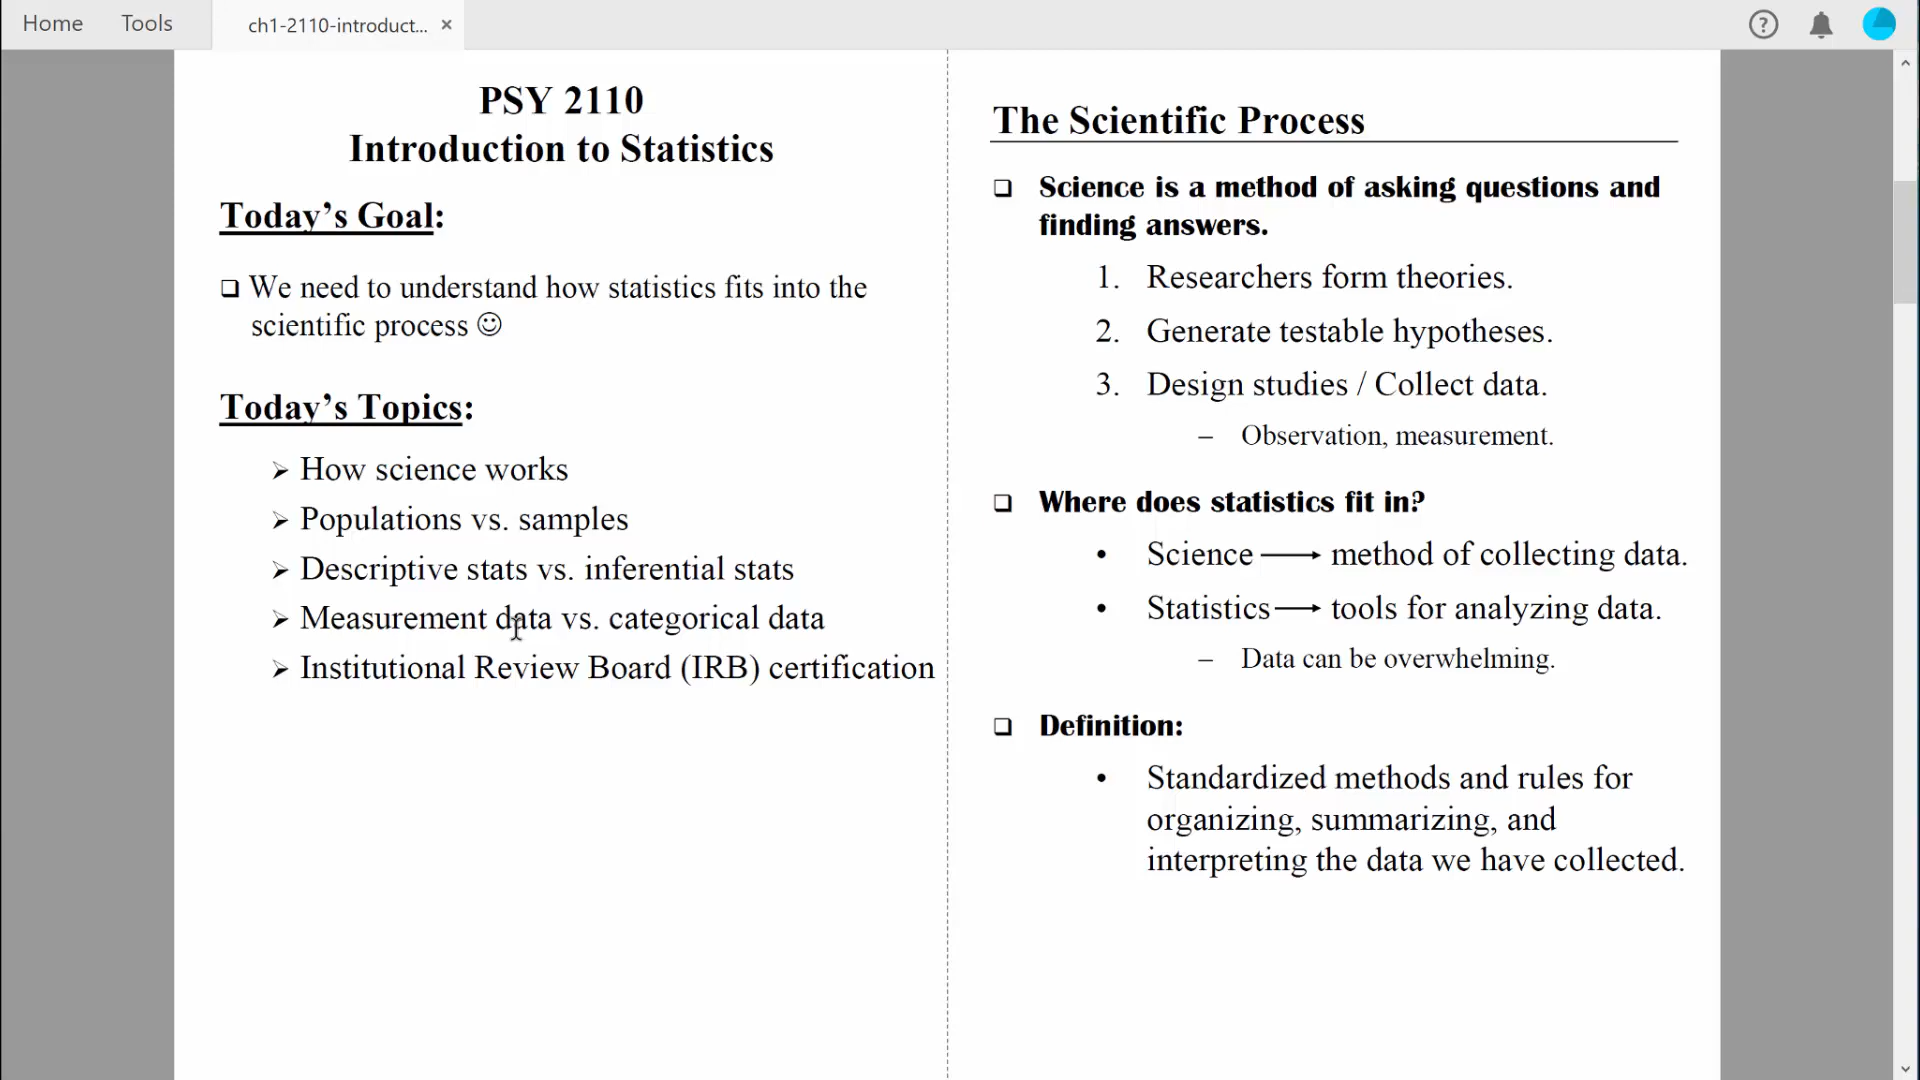 Home Tools ch1-2110-introduct... ×
PSY 2110
Introduction to Statistics
Today’s Goal:
❑ We need to understand how statistics fits into the
scientific process ☺
Today’s Topics:
➢ How science works
➢ Populations vs. samples
➢ Descriptive stats vs. inferential stats
➢ Measurement data vs. categorical data
➢ Institutional Review Board (IRB) certification
The Scientific Process
❑ Science is a method of asking questions and
finding answers.
1. Researchers form theories.
2. Generate testable hypotheses.
3. Design studies / Collect data.
– Observation, measurement.
❑ Where does statistics fit in?
• Science ⟶ method of collecting data.
• Statistics ⟶ tools for analyzing data.
– Data can be overwhelming.
❑ Definition:
• Standardized methods and rules for
organizing, summarizing, and
interpreting the data we have collected.